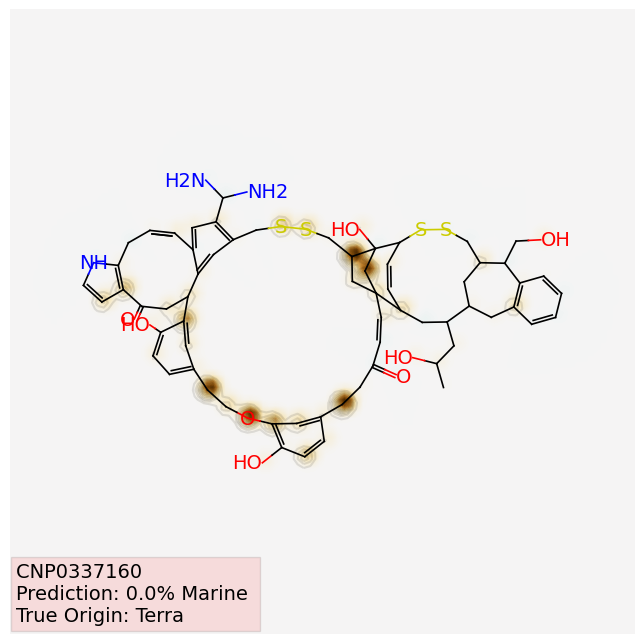 H2N
NH2
HO
S
S
S
S
OH
NH
O
HO
HO
O
O
HO
CNP0337160
Prediction: 0.0% Marine
True Origin: Terra